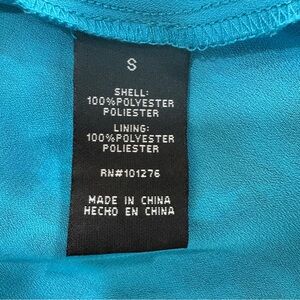 S
SHELL:
100%POLYESTER
POLIESTER
LINING:
100%POLYESTER
POLIESTER
RN#101276
MADE IN CHINA
HECHO EN CHINA